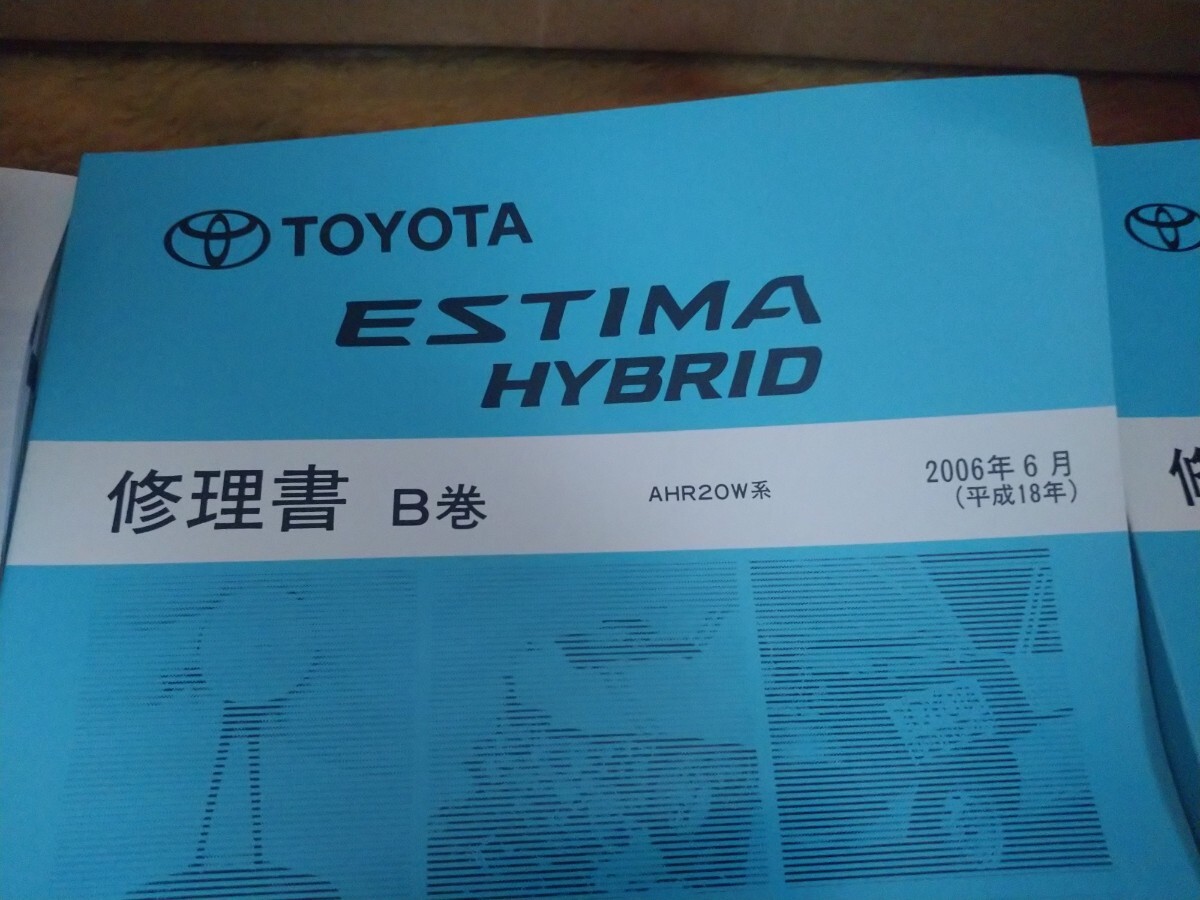 TOYOTA
ESTIMA
HYBRID
修理書 B巻
AHR20W系
2006年6月
(平成18年)
修